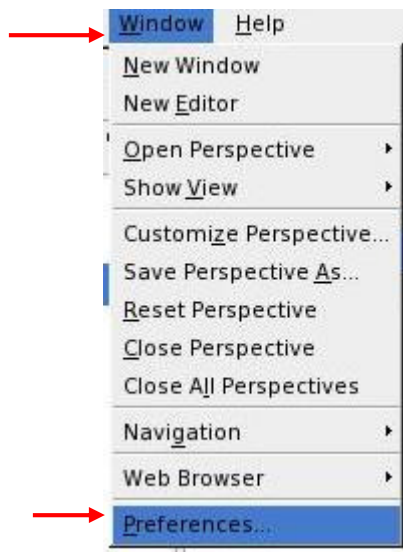 Window Help
New Window
New Editor
Open Perspective
Show View
Customize Perspective...
Save Perspective As...
Reset Perspective
Close Perspective
Close All Perspectives
Navigation
Web Browser
Preferences...